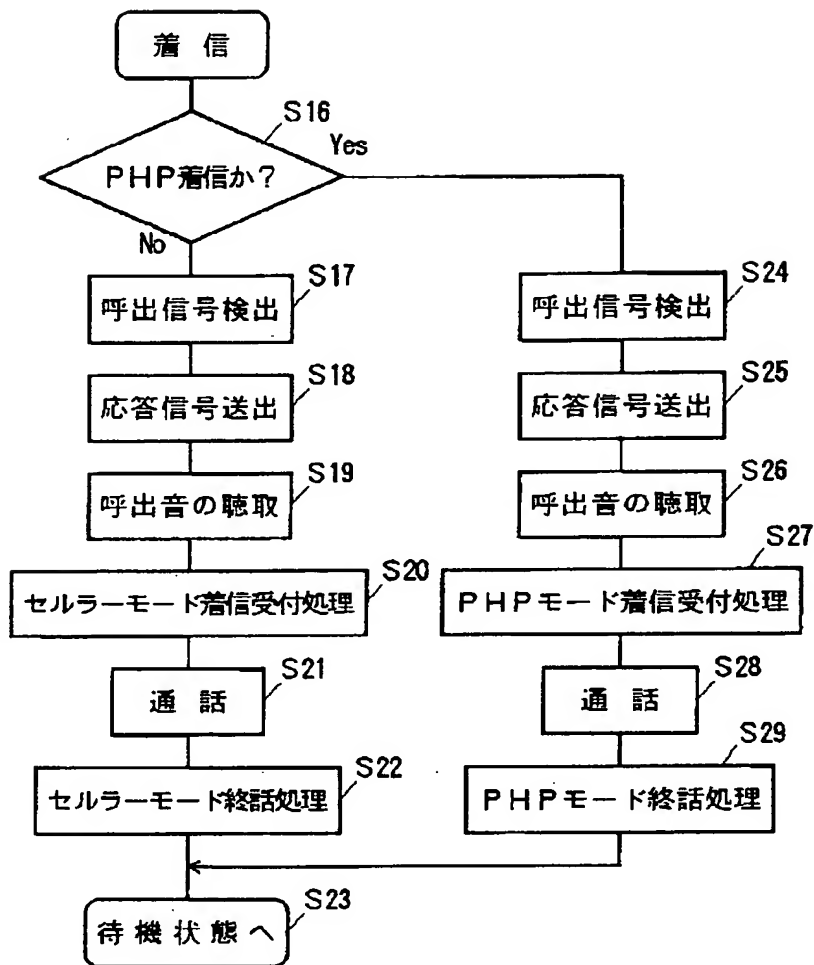 着信
S16
PHP着信か?
Yes
No
S17
呼出信号検出
S18
応答信号送出
S19
呼出音の聴取
S20
セルラーモード着信受付処理
S21
通話
S22
セルラーモード終話処理
S24
呼出信号検出
S25
応答信号送出
S26
呼出音の聴取
S27
PHPモード着信受付処理
S28
通話
S29
PHPモード終話処理
S23
待機状態へ